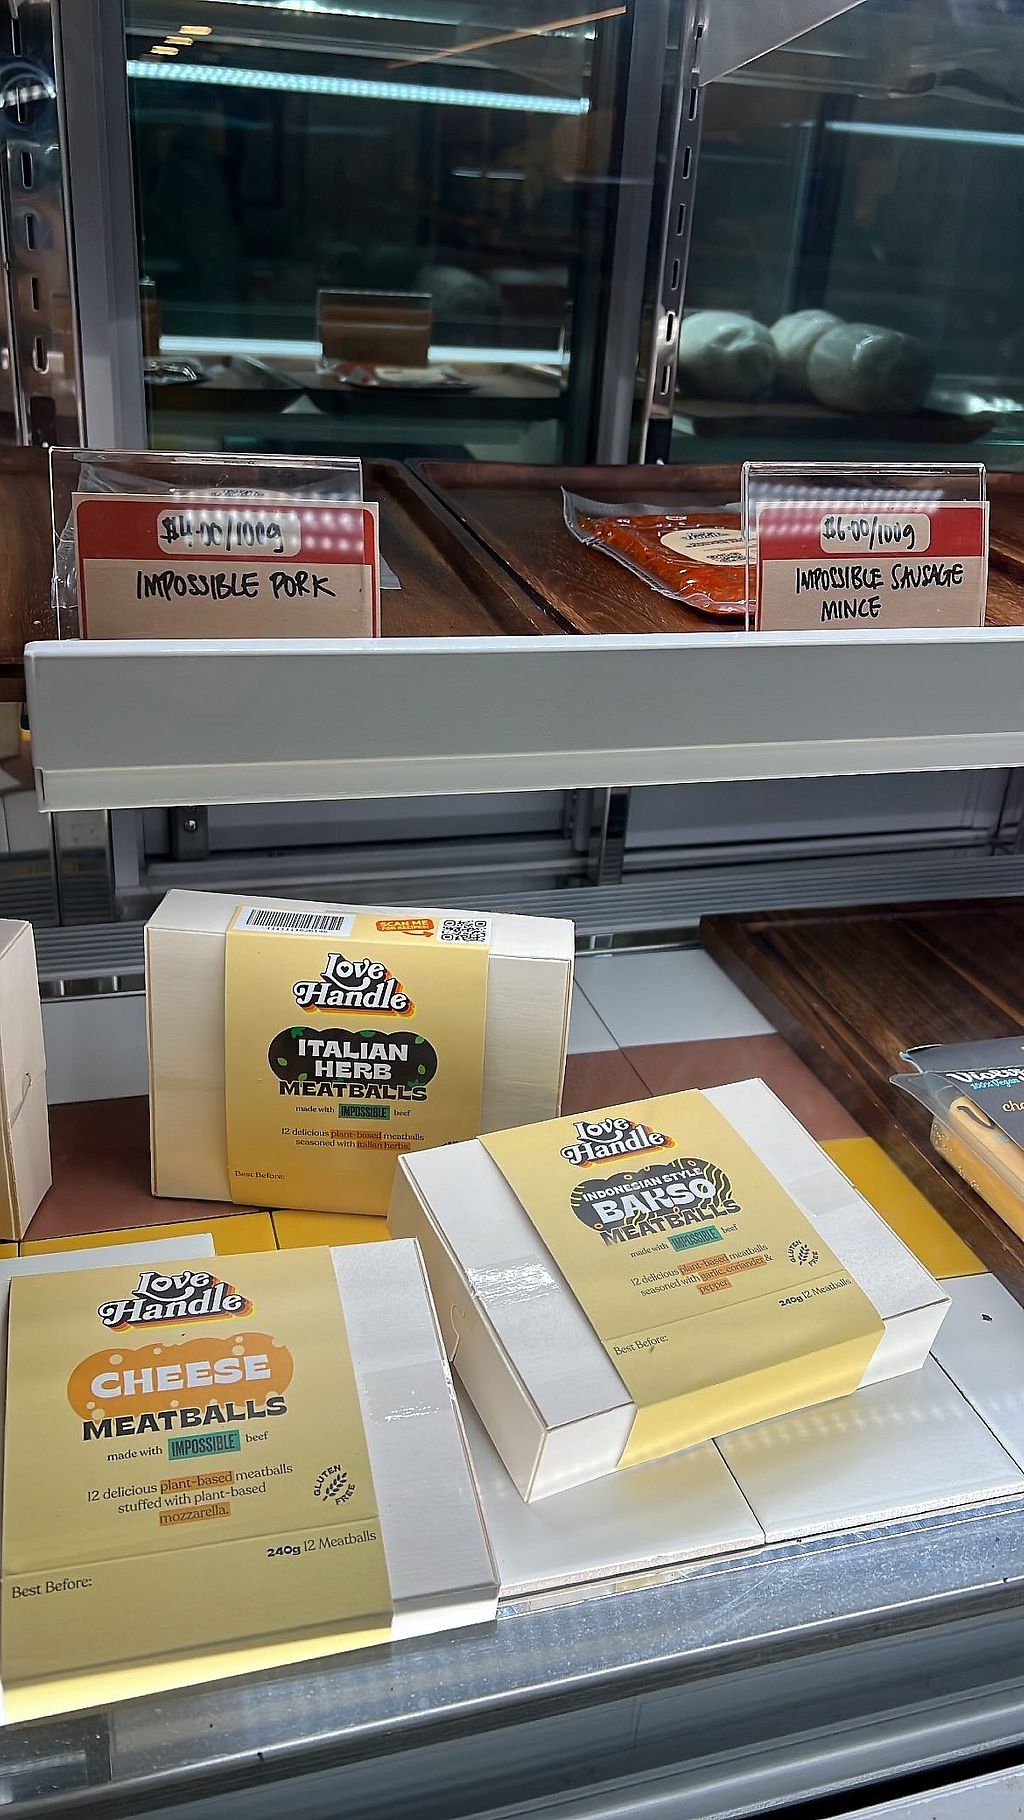 $4.00/100g
IMPOSSIBLE PORK
$6.00/100g
IMPOSSIBLE SAUSAGE
MINCE
SCAN ME
FOR RECIPES
Love
Handle
ITALIAN
HERB
MEATBALLS
made with IMPOSSIBLE beef
12 delicious plant-based meatballs
seasoned with italian herbs.
Best Before:
Love
Handle
INDONESIAN STYLE
BAKSO
MEATBALLS
made with IMPOSSIBLE beef
12 delicious plant-based meatballs
seasoned with garlic, coriander &
pepper.
GLUTEN
FREE
240g 12 Meatballs
Best Before:
Love
Handle
CHEESE
MEATBALLS
made with IMPOSSIBLE beef
12 delicious plant-based meatballs
stuffed with plant-based
mozzarella.
GLUTEN
FREE
240g 12 Meatballs
Best Before:
100% Vegan